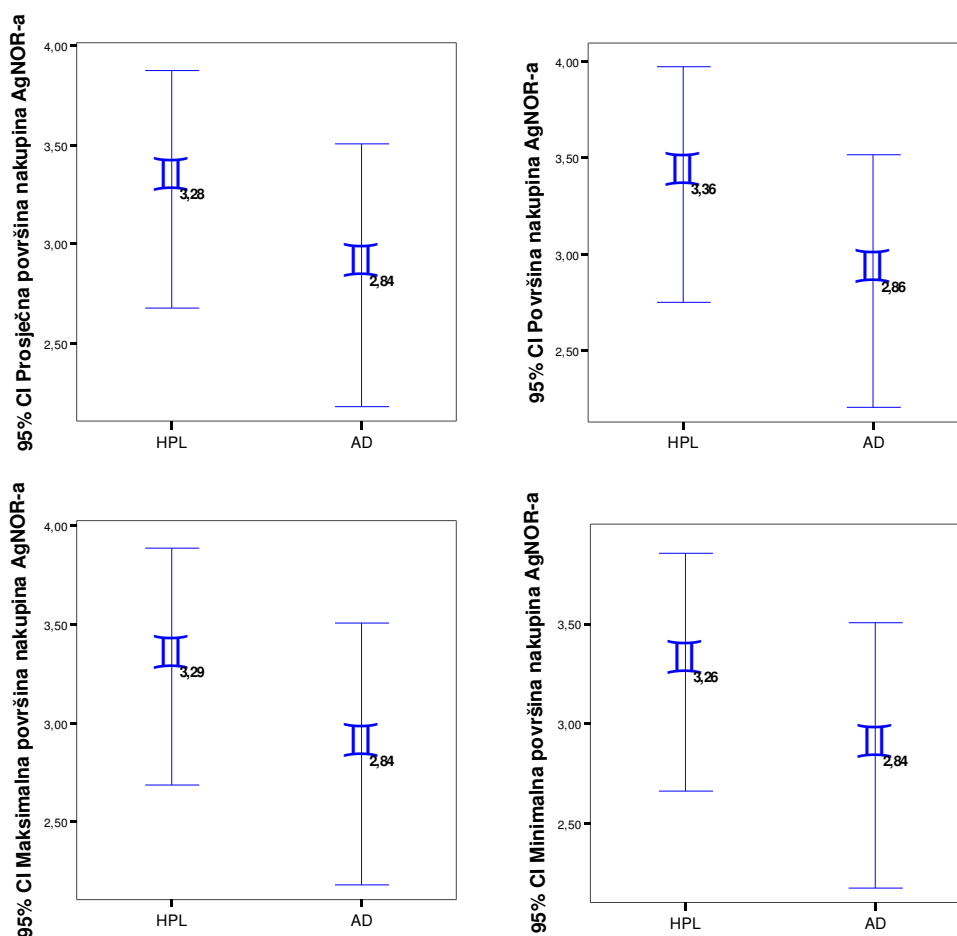 95% CI Prosječna površina nakupina AgNOR-a
4,00
3,50
3,00
2,50
3,28
2,84
HPL
AD
95% CI Površina nakupina AgNOR-a
4,00
3,50
3,00
2,50
3,36
2,86
HPL
AD
95% CI Maksimalna površina nakupina AgNOR-a
4,00
3,50
3,00
2,50
3,29
2,84
HPL
AD
95% CI Minimalna površina nakupina AgNOR-a
3,50
3,00
2,50
3,26
2,84
HPL
AD